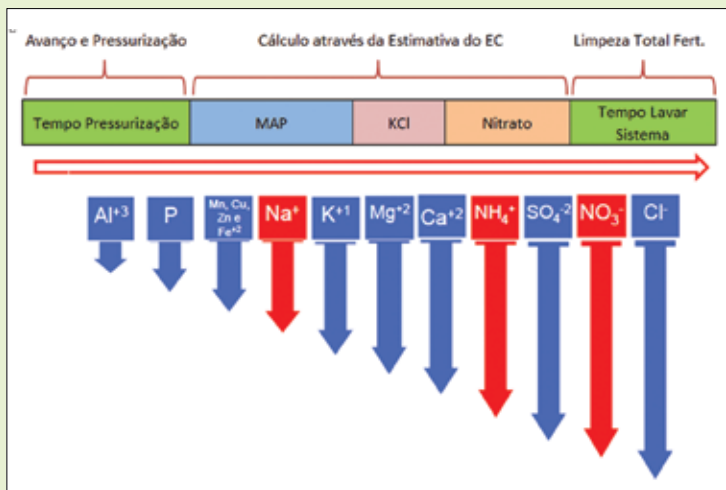 Avanço e Pressurização
Cálculo através da Estimativa do EC
Limpeza Total Fert.
Tempo Pressurização
MAP
KCl
Nitrato
Tempo Lavar
Sistema
Al⁺³
P
Mn, Cu,
Zn e
Fe⁺²
Na⁺
K⁺¹
Mg⁺²
Ca⁺²
NH₄⁺
SO₄⁻²
NO₃⁻
Cl⁻